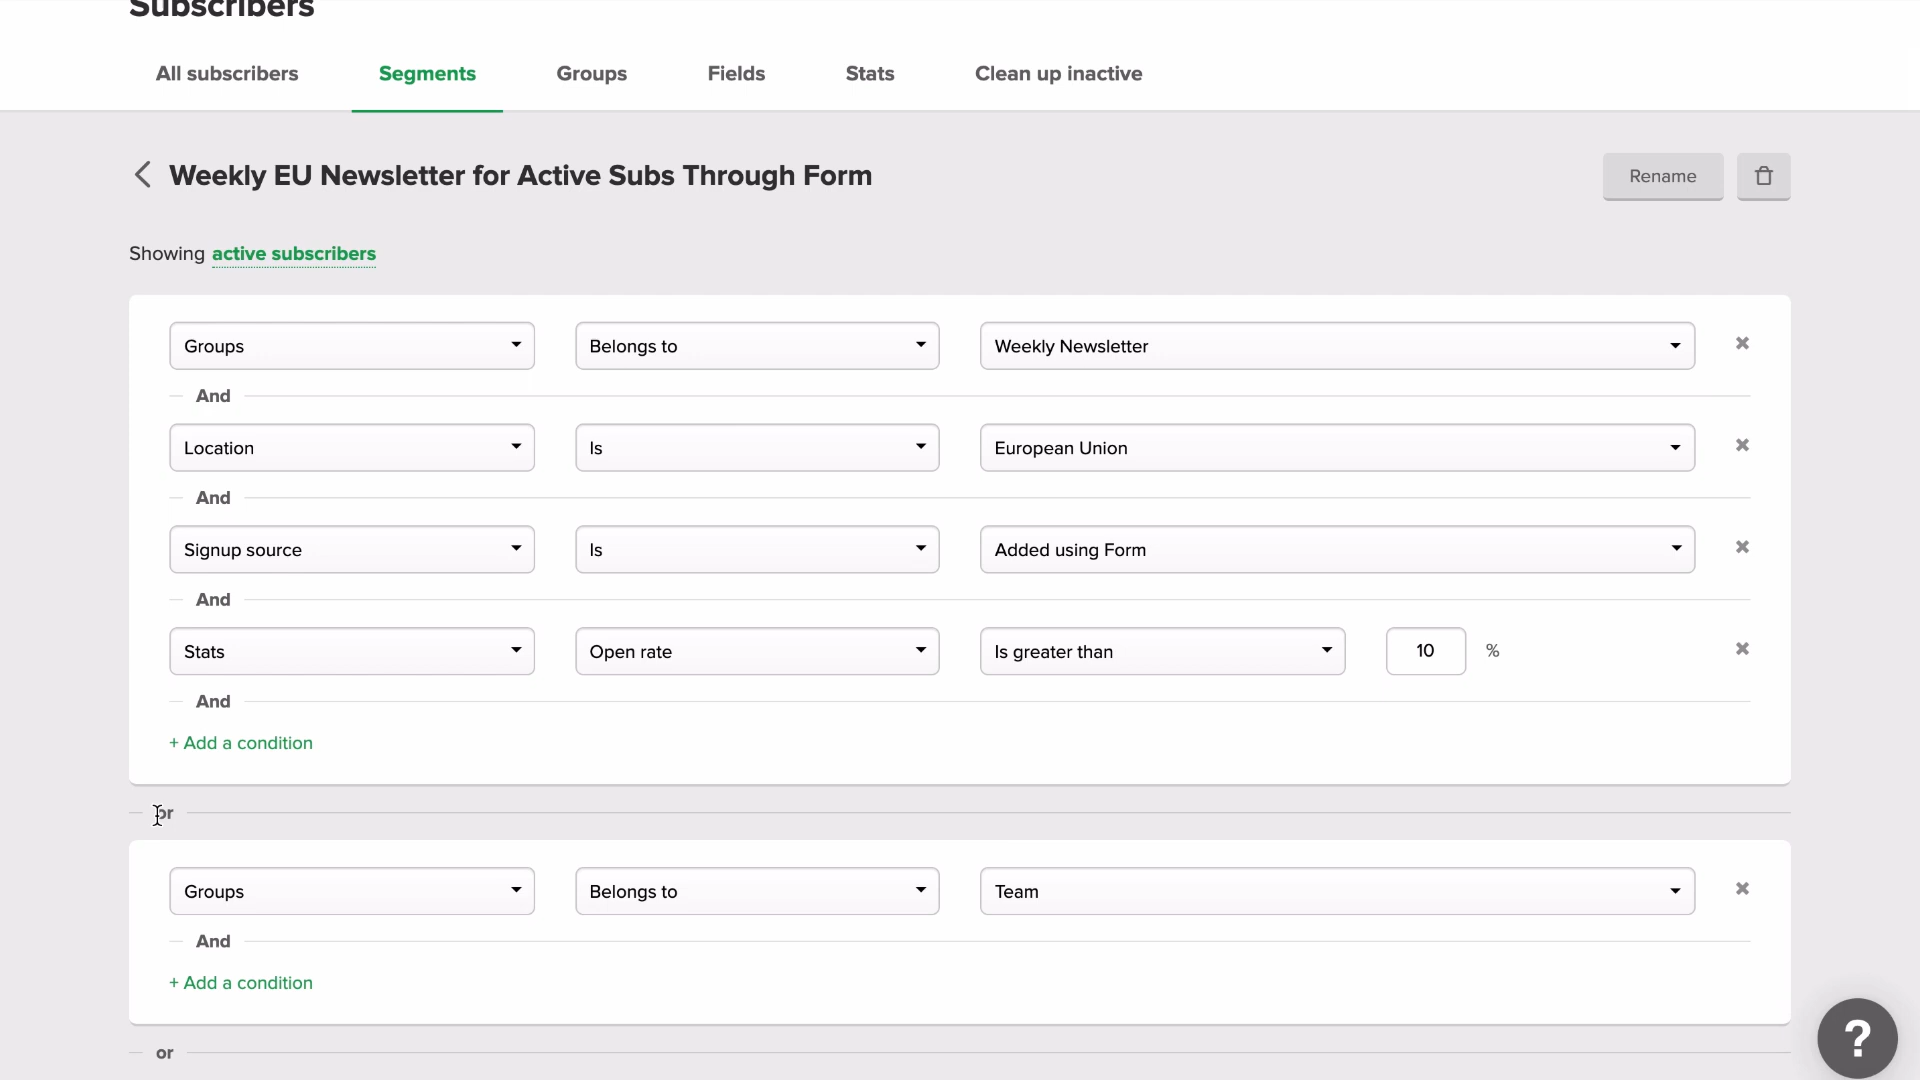 Subscribers
All subscribers Segments Groups Fields Stats Clean up inactive
Weekly EU Newsletter for Active Subs Through Form Rename
Showing active subscribers
Groups Belongs to Weekly Newsletter
And
Location Is European Union
And
Signup source Is Added using Form
And
Stats Open rate Is greater than 10 %
And
+ Add a condition
or
Groups Belongs to Team
And
+ Add a condition
or
?